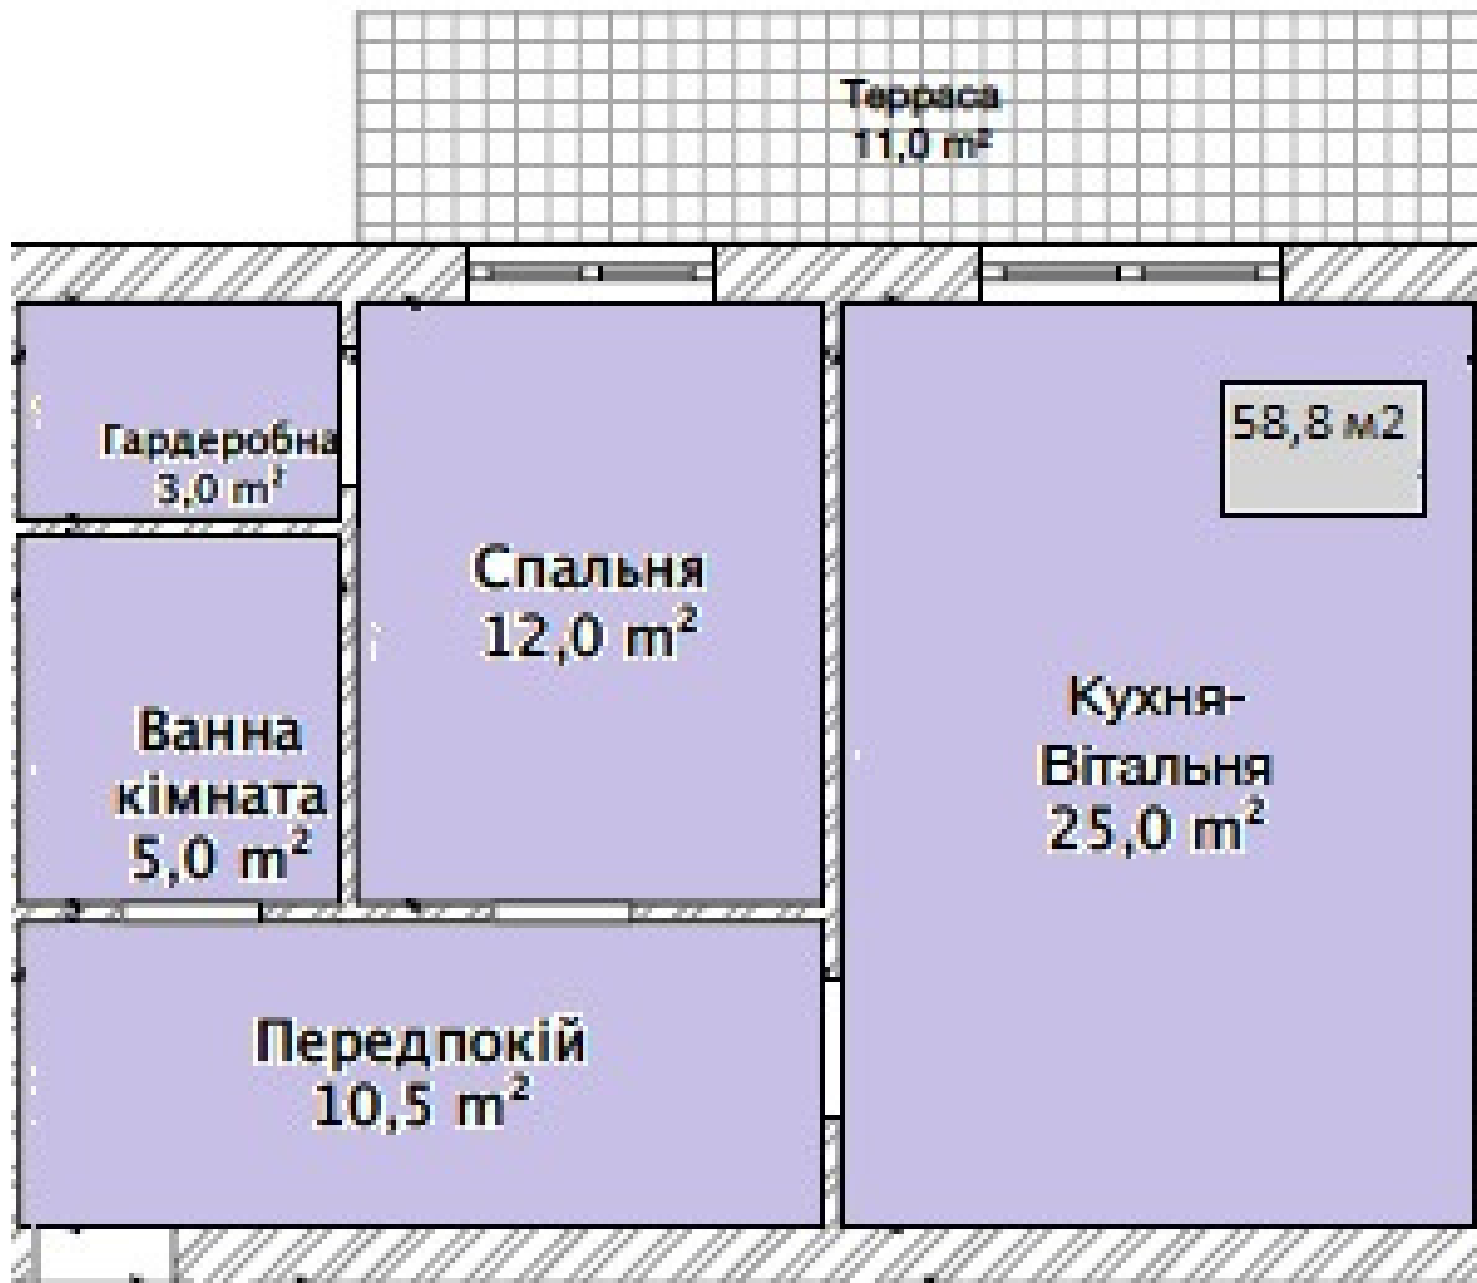 Терраса
11,0 m²
58,8 м2
Гардеробна
3,0 m²
Спальня
12,0 m²
Кухня-
Вітальня
25,0 m²
Ванна
кімната
5,0 m²
Передпокій
10,5 m²